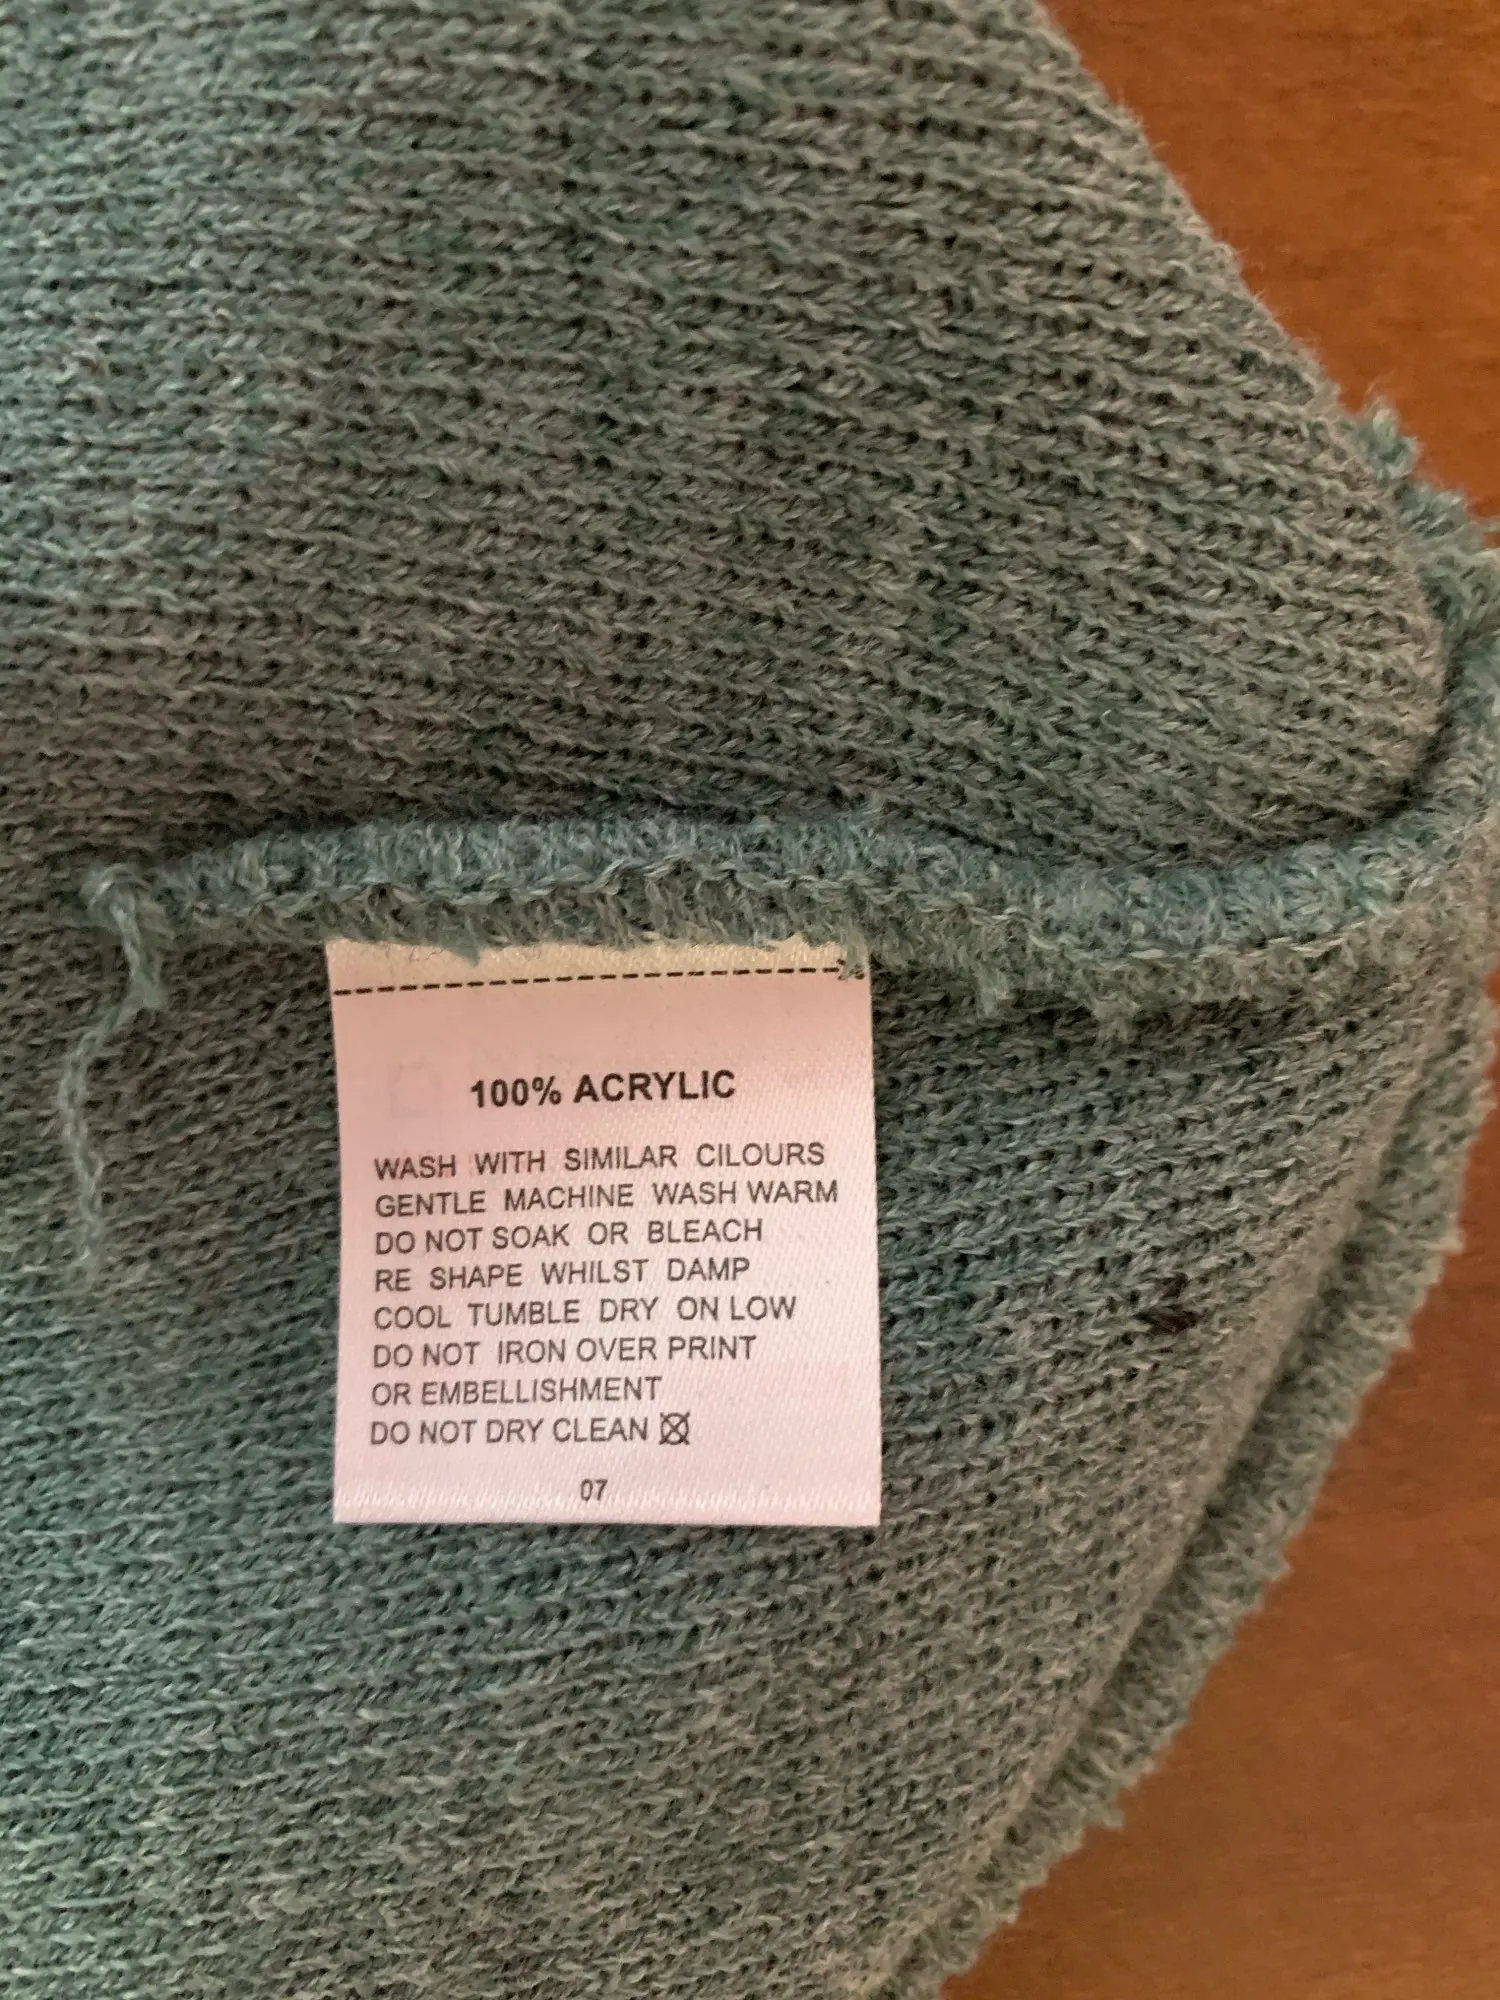 100% ACRYLIC
WASH WITH SIMILAR CILOURS
GENTLE MACHINE WASH WARM
DO NOT SOAK OR BLEACH
RE SHAPE WHILST DAMP
COOL TUMBLE DRY ON LOW
DO NOT IRON OVER PRINT
OR EMBELLISHMENT
DO NOT DRY CLEAN
07